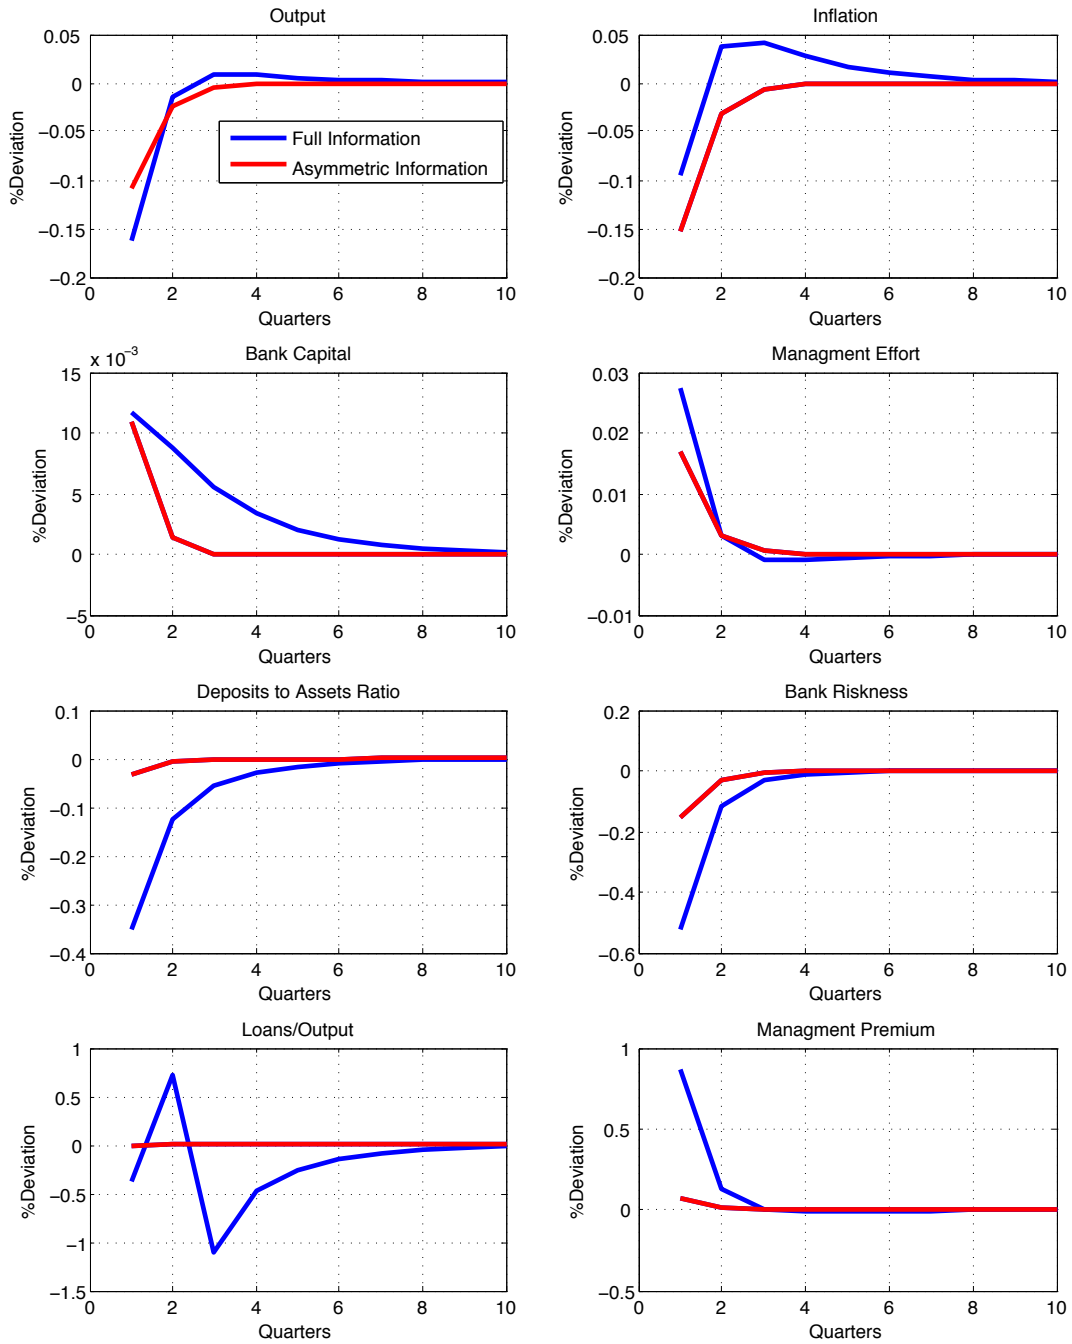 Output
0.05
0
−0.05
−0.1
−0.15
−0.2
%Deviation
Full Information
Asymmetric Information
0 2 4 6 8 10
Quarters
Inflation
0.05
0
−0.05
−0.1
−0.15
−0.2
%Deviation
0 2 4 6 8 10
Quarters
Bank Capital
x 10−3
15
10
5
0
−5
%Deviation
0 2 4 6 8 10
Quarters
Managment Effort
0.03
0.02
0.01
0
−0.01
%Deviation
0 2 4 6 8 10
Quarters
Deposits to Assets Ratio
0.1
0
−0.1
−0.2
−0.3
−0.4
%Deviation
0 2 4 6 8 10
Quarters
Bank Riskness
0.2
0
−0.2
−0.4
−0.6
%Deviation
0 2 4 6 8 10
Quarters
Loans/Output
1
0.5
0
−0.5
−1
−1.5
%Deviation
0 2 4 6 8 10
Quarters
Managment Premium
1
0.5
0
−0.5
%Deviation
0 2 4 6 8 10
Quarters